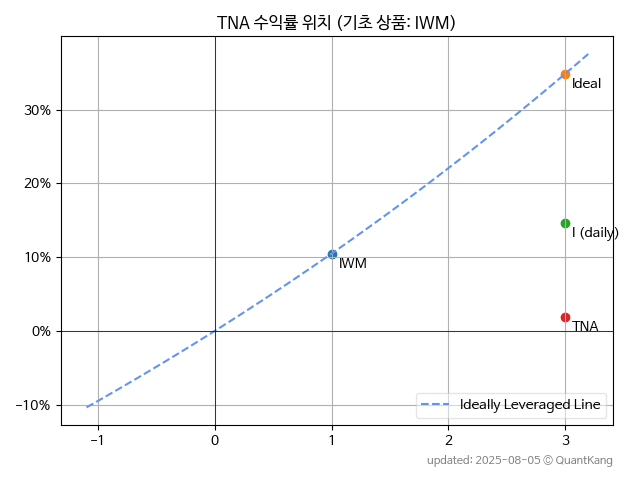 TNA 수익률 위치 (기초 상품: IWM)
30%
20%
10%
0%
−10%
Ideal
I (daily)
IWM
TNA
Ideally Leveraged Line
−1 0 1 2 3
updated: 2025-08-05 © QuantKang